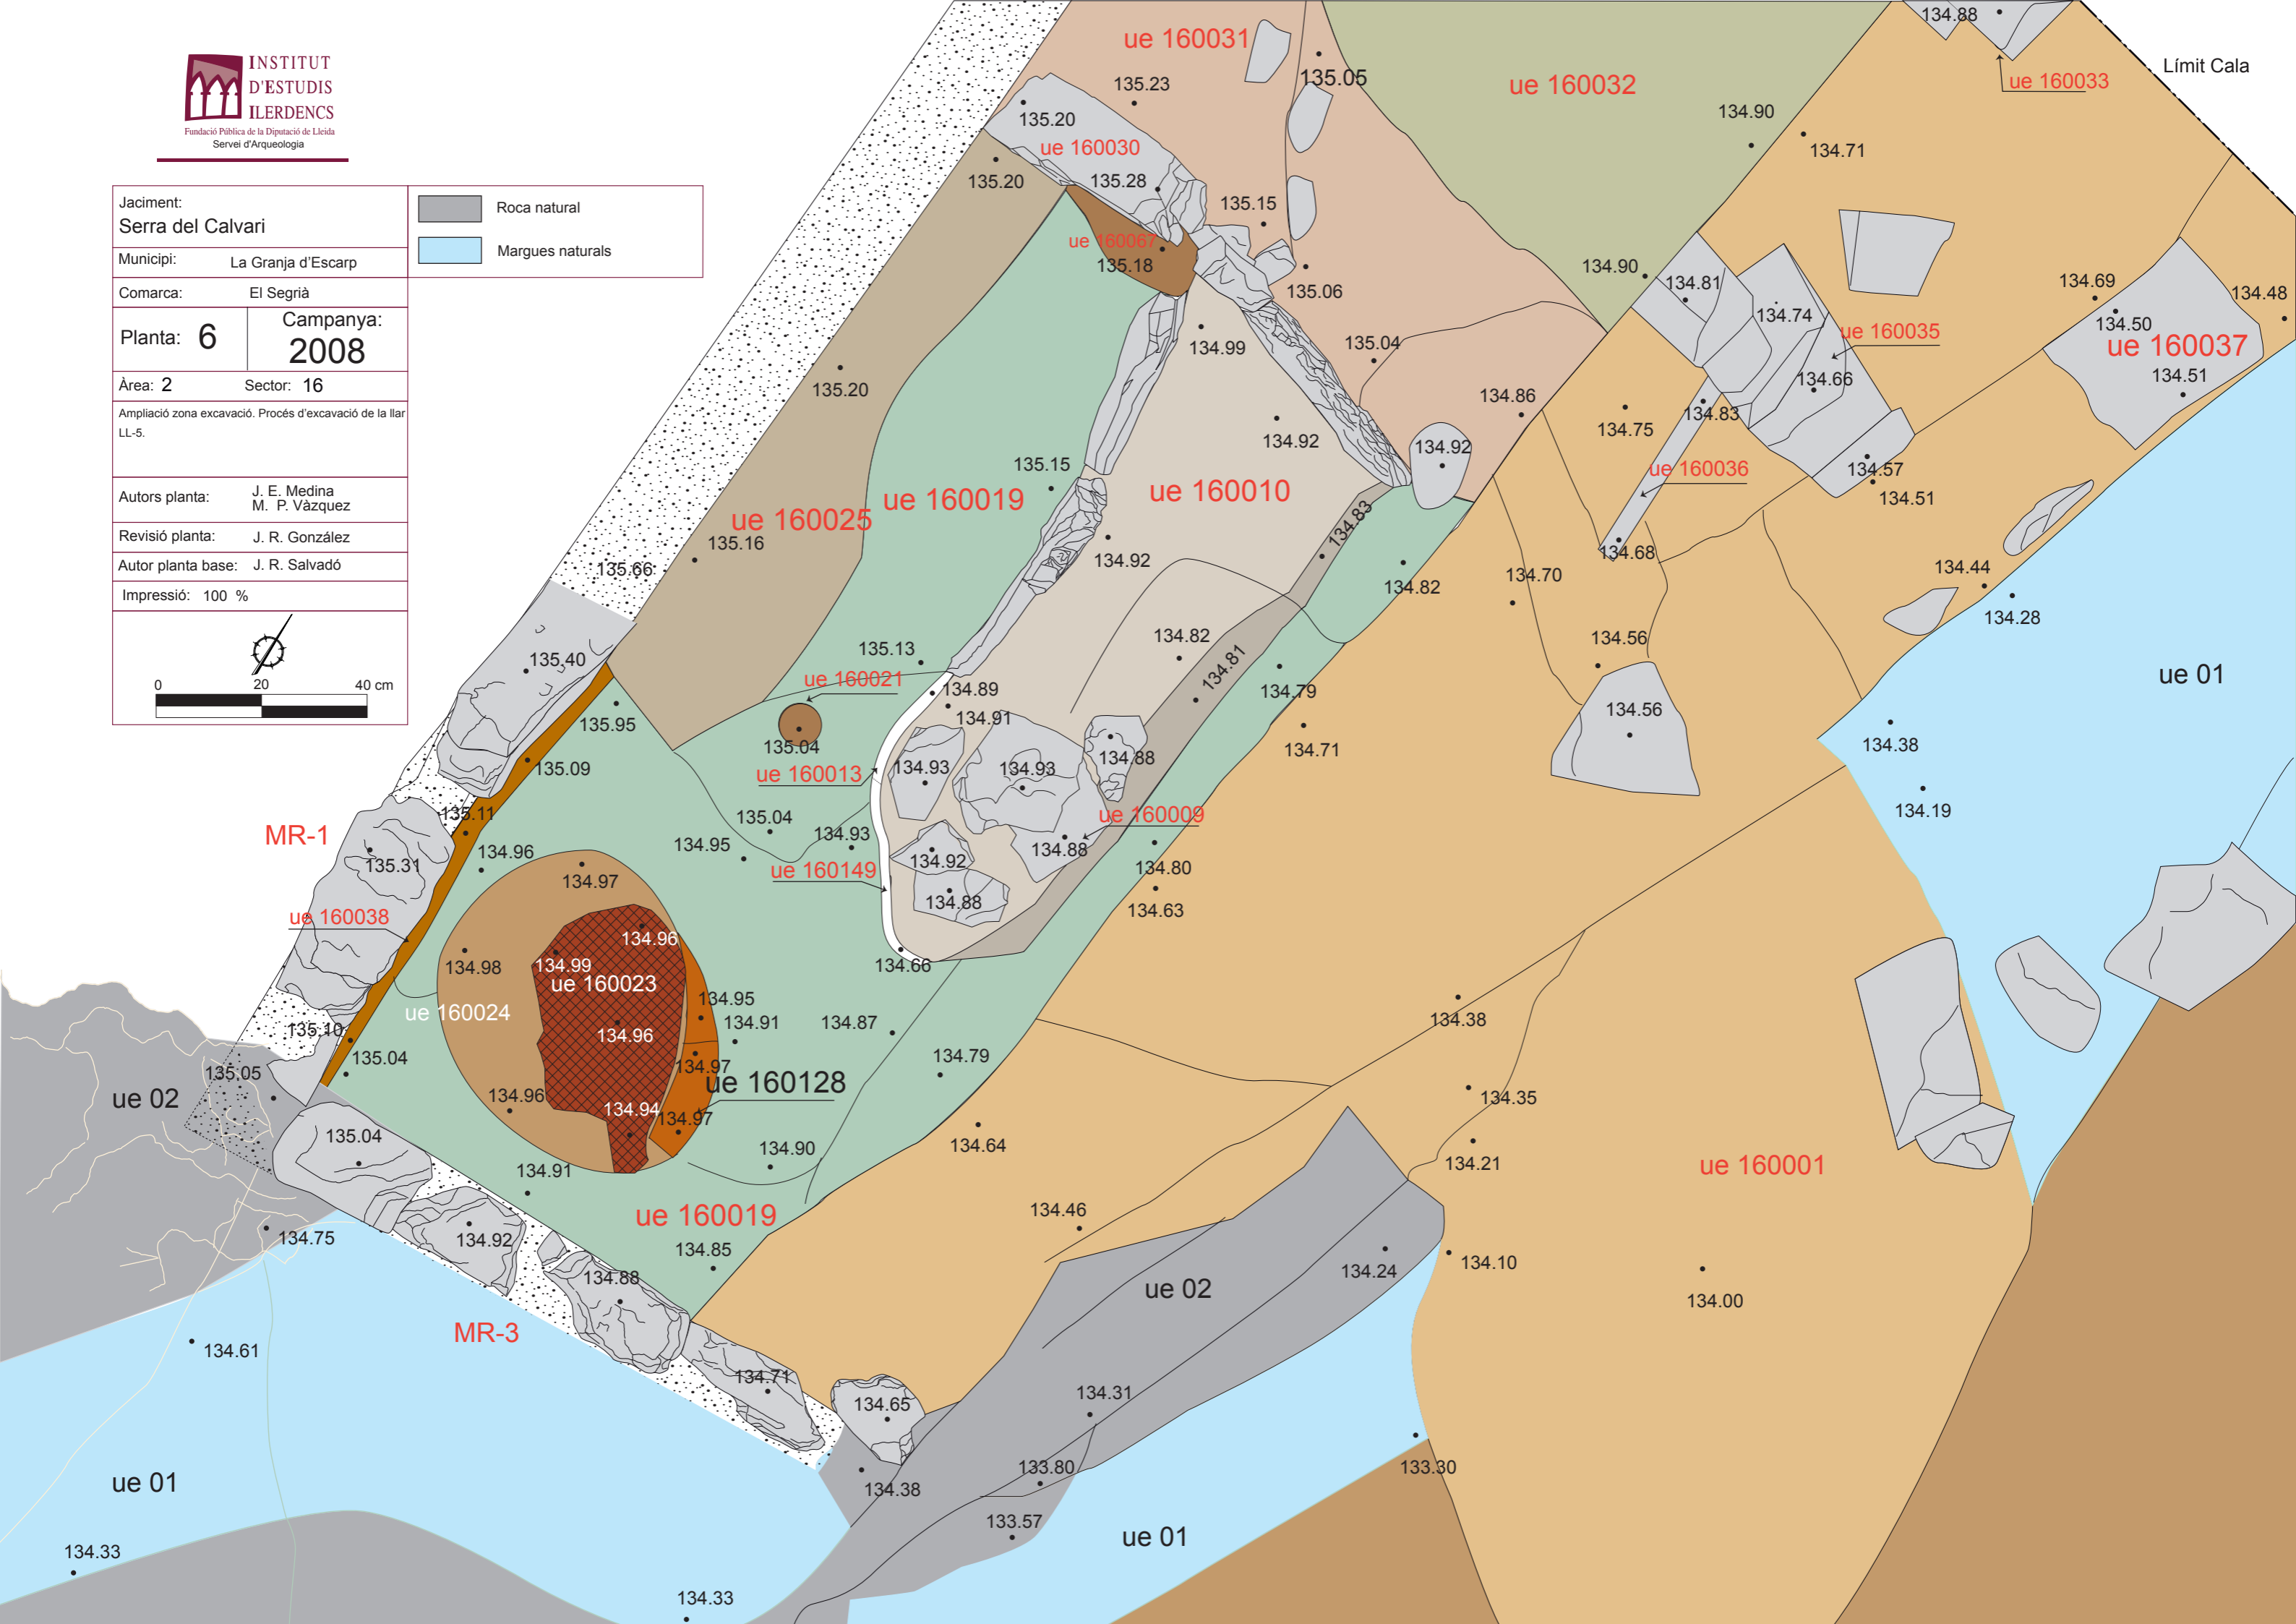 INSTITUT
D'ESTUDIS
ILERDENCS
Fundació Pública de la Diputació de Lleida
Servei d'Arqueologia
Jaciment:
Serra del Calvari
Municipi: La Granja d'Escarp
Comarca: El Segrià
Planta: 6 Campanya:
2008
Àrea: 2 Sector: 16
Ampliació zona excavació. Procés d'excavació de la llar
LL-5.
Autors planta: J. E. Medina
M. P. Vàzquez
Revisió planta: J. R. González
Autor planta base: J. R. Salvadó
Impressió: 100 %
0 20 40 cm
Roca natural
Margues naturals
ue 160031
135.05
135.23
135.20
ue 160030
135.20
135.28
135.15
ue 160067
135.18
135.06
ue 160032
134.90
134.71
134.88
ue 160033
Límit Cala
134.90
134.81
134.74
ue 160035
134.66
134.69
134.48
134.50
ue 160037
134.51
134.99
135.04
134.86
134.75
134.83
135.20
134.92
134.92
135.15
ue 160019
ue 160010
ue 160036
134.57
134.51
ue 160025
135.16
134.83
134.92
134.68
135.66
134.82
134.70
134.44
134.28
135.13
134.82
134.81
134.56
135.40
ue 160021
134.89
134.79
ue 01
135.95
134.91
134.56
135.04
134.71
134.38
135.09
ue 160013
134.93
134.93
134.88
135.11
135.04
134.93
ue 160009
134.19
MR-1
134.96
134.95
134.92
134.88
135.31
134.97
ue 160149
134.80
134.88
134.63
ue 160038
134.96
134.98
134.99
134.66
ue 160023
134.95
ue 160024
134.91
134.87
134.38
135.10
134.96
135.04
134.97
134.79
135.05
ue 02
ue 160128
134.96
134.94
134.97
134.35
135.04
134.90
134.64
134.21
134.91
ue 160001
ue 160019
134.46
134.75
134.92
134.85
134.10
134.24
134.88
ue 02
134.00
MR-3
134.61
134.71
134.65
134.31
133.80
133.30
ue 01
134.38
133.57
ue 01
134.33
134.33